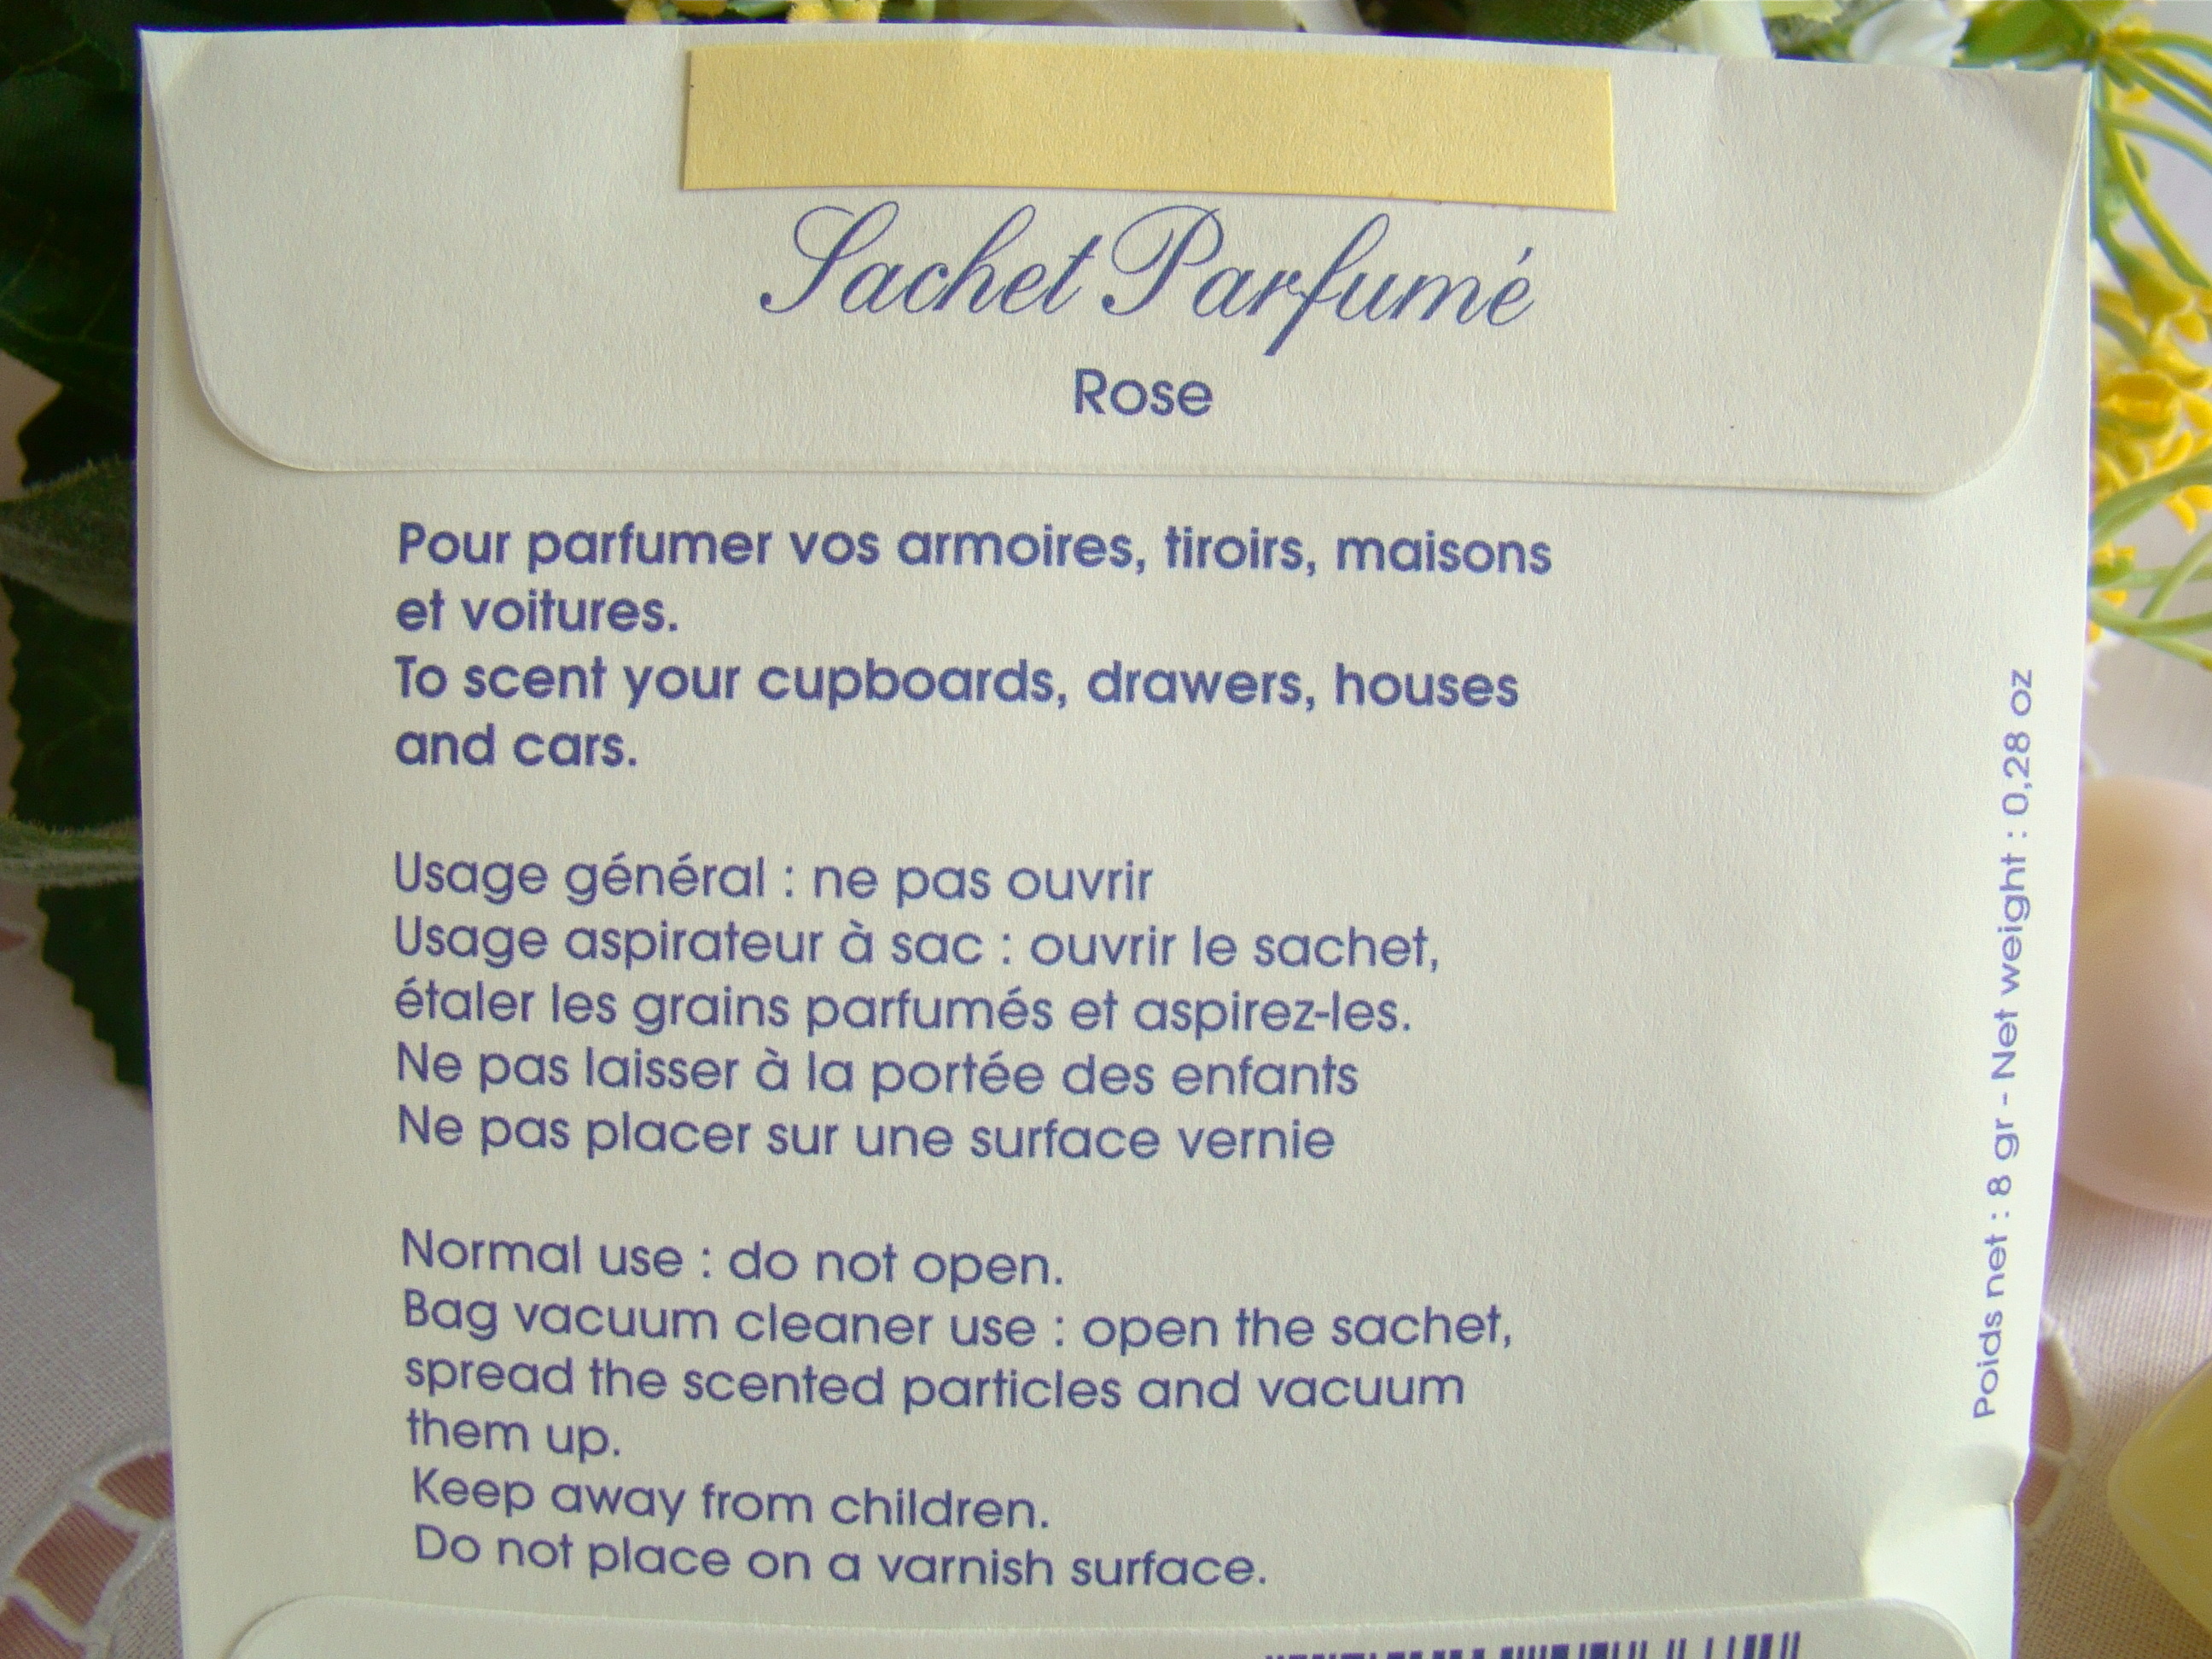 Sachet Parfumé
Rose
Pour parfumer vos armoires, tiroirs, maisons
et voitures.
To scent your cupboards, drawers, houses
and cars.
Usage général : ne pas ouvrir
Usage aspirateur à sac : ouvrir le sachet,
étaler les grains parfumés et aspirez-les.
Ne pas laisser à la portée des enfants
Ne pas placer sur une surface vernie
Normal use : do not open.
Bag vacuum cleaner use : open the sachet,
spread the scented particles and vacuum
them up.
Keep away from children.
Do not place on a varnish surface.
Poids net : 8 gr - Net weight : 0,28 oz